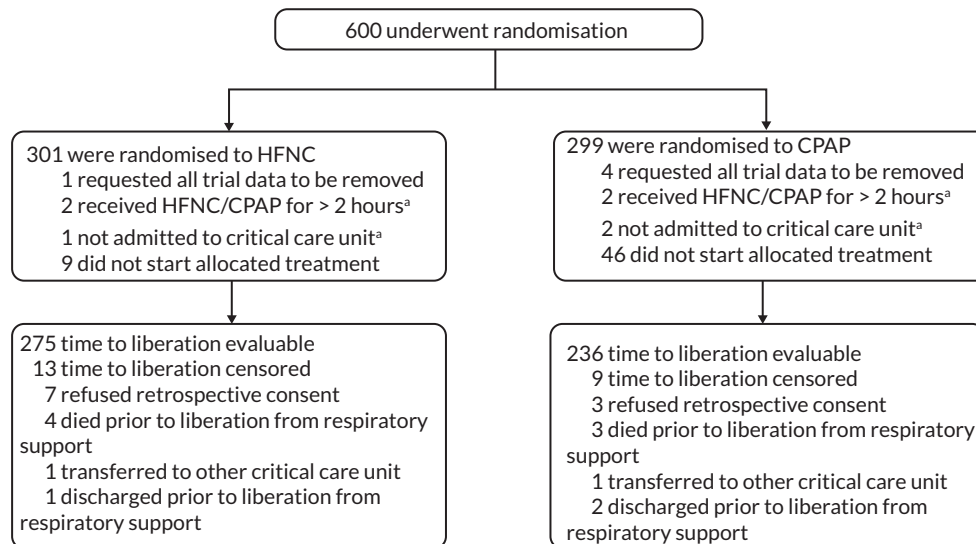 600 underwent randomisation
301 were randomised to HFNC
1 requested all trial data to be removed
2 received HFNC/CPAP for > 2 hoursᵃ
1 not admitted to critical care unitᵃ
9 did not start allocated treatment
299 were randomised to CPAP
4 requested all trial data to be removed
2 received HFNC/CPAP for > 2 hoursᵃ
2 not admitted to critical care unitᵃ
46 did not start allocated treatment
275 time to liberation evaluable
13 time to liberation censored
7 refused retrospective consent
4 died prior to liberation from respiratory
support
1 transferred to other critical care unit
1 discharged prior to liberation from
respiratory support
236 time to liberation evaluable
9 time to liberation censored
3 refused retrospective consent
3 died prior to liberation from respiratory
support
1 transferred to other critical care unit
2 discharged prior to liberation from
respiratory support